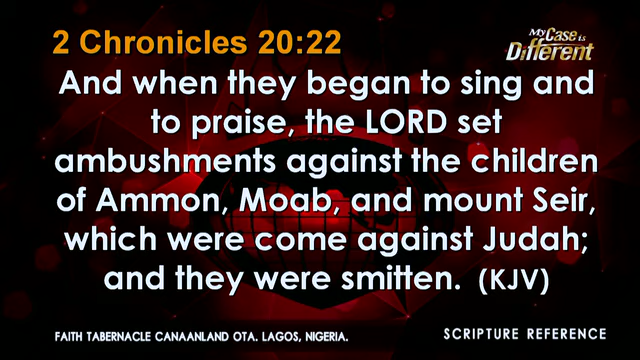 2 Chronicles 20:22
My Case is
Different
And when they began to sing and
to praise, the LORD set
ambushments against the children
of Ammon, Moab, and mount Seir,
which were come against Judah;
and they were smitten. (KJV)
FAITH TABERNACLE CANAANLAND OTA. LAGOS, NIGERIA.
SCRIPTURE REFERENCE